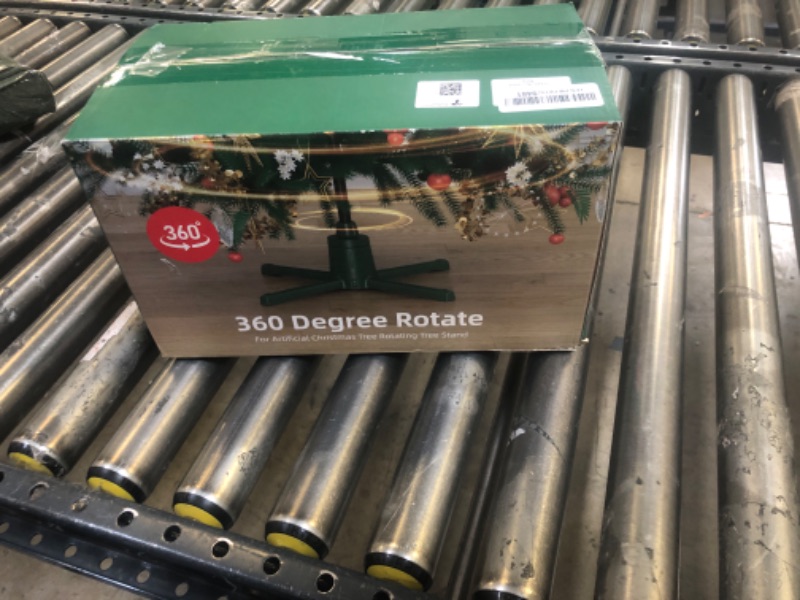 360°
360 Degree Rotate
For Artificial Christmas Tree Rotating Tree Stand